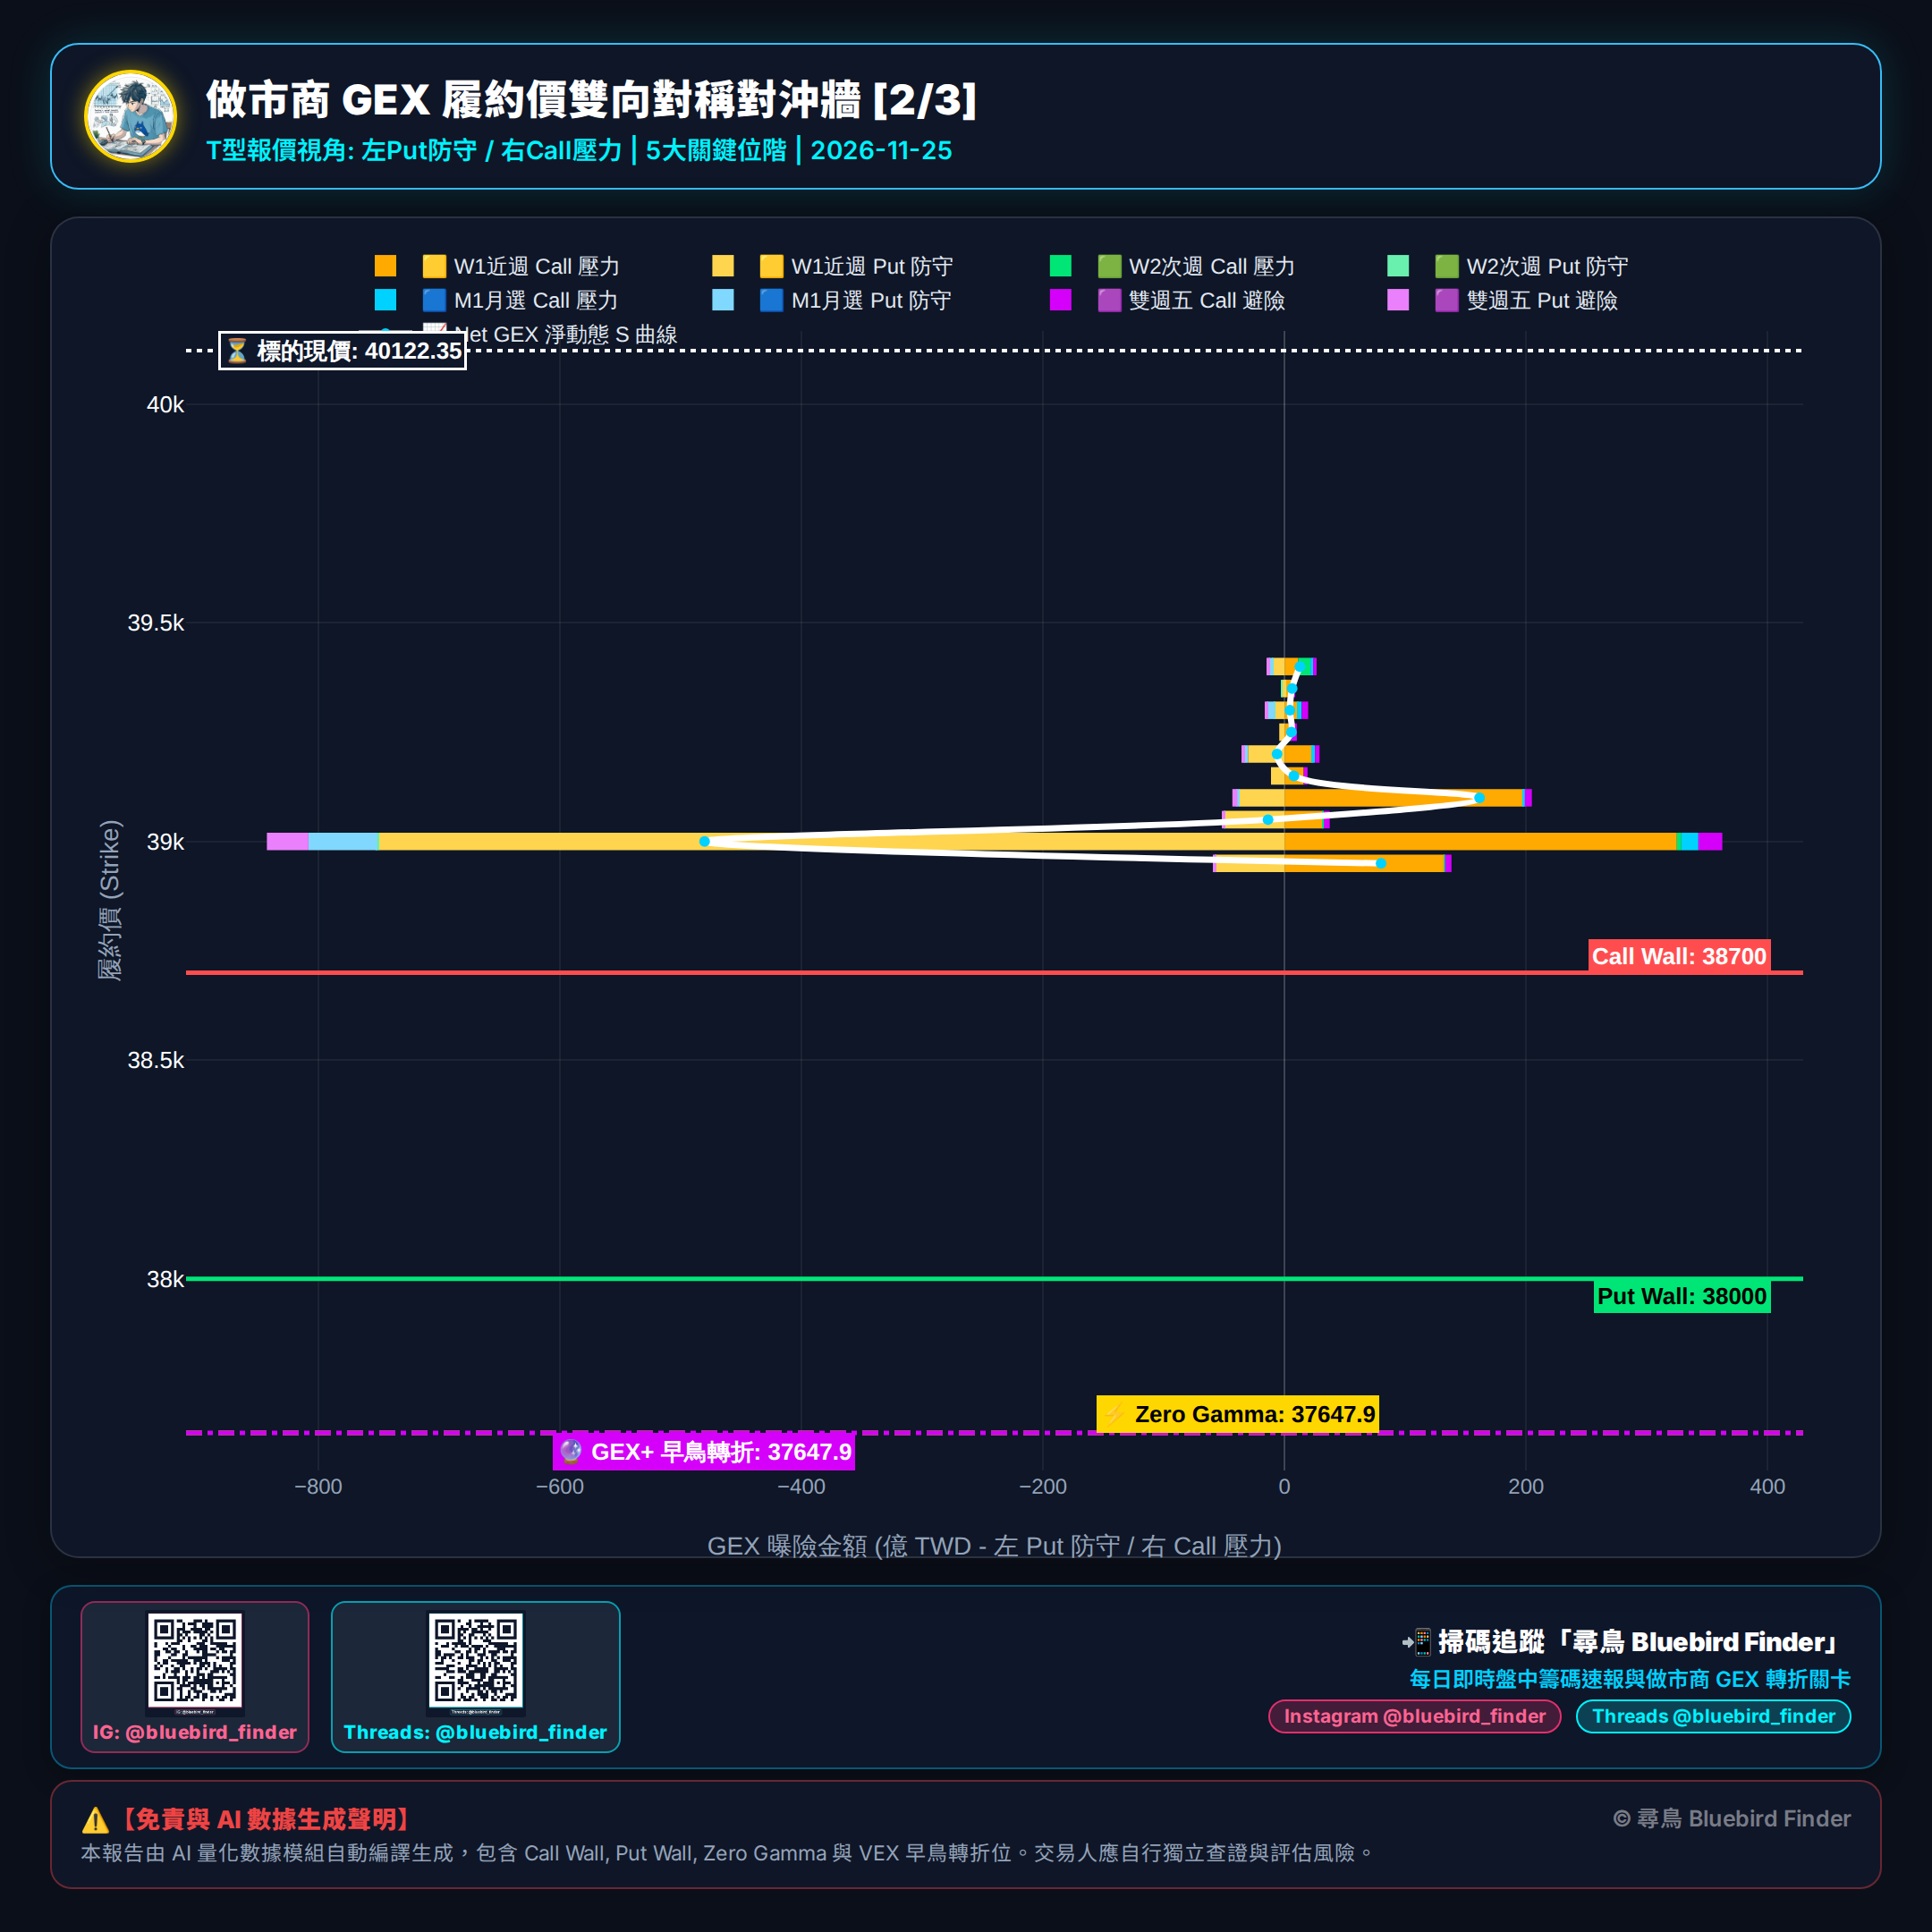 做市商 GEX 履約價雙向對稱對沖牆 [2/3]
T型報價視角: 左Put防守 / 右Call壓力 | 5大關鍵位階 | 2026-11-25
W1近週 Call 壓力
W1近週 Put 防守
W2次週 Call 壓力
W2次週 Put 防守
M1月選 Call 壓力
M1月選 Put 防守
雙週五 Call 避險
雙週五 Put 避險
Net GEX 淨動態 S 曲線
⏳ 標的現價: 40122.35
40k
39.5k
39k
38.5k
38k
履約價 (Strike)
Call Wall: 38700
Put Wall: 38000
⚡ Zero Gamma: 37647.9
🔮 GEX+ 早鳥轉折: 37647.9
−800
−600
−400
−200
0
200
400
GEX 曝險金額 (億 TWD - 左 Put 防守 / 右 Call 壓力)
IG: @bluebird_finder
Threads: @bluebird_finder
IG: @bluebird_finder
Threads: @bluebird_finder
📲 掃碼追蹤「尋鳥 Bluebird Finder」
每日即時盤中籌碼速報與做市商 GEX 轉折關卡
Instagram @bluebird_finder
Threads @bluebird_finder
⚠️【免責與 AI 數據生成聲明】
© 尋鳥 Bluebird Finder
本報告由 AI 量化數據模組自動編譯生成，包含 Call Wall, Put Wall, Zero Gamma 與 VEX 早鳥轉折位。交易人應自行獨立查證與評估風險。